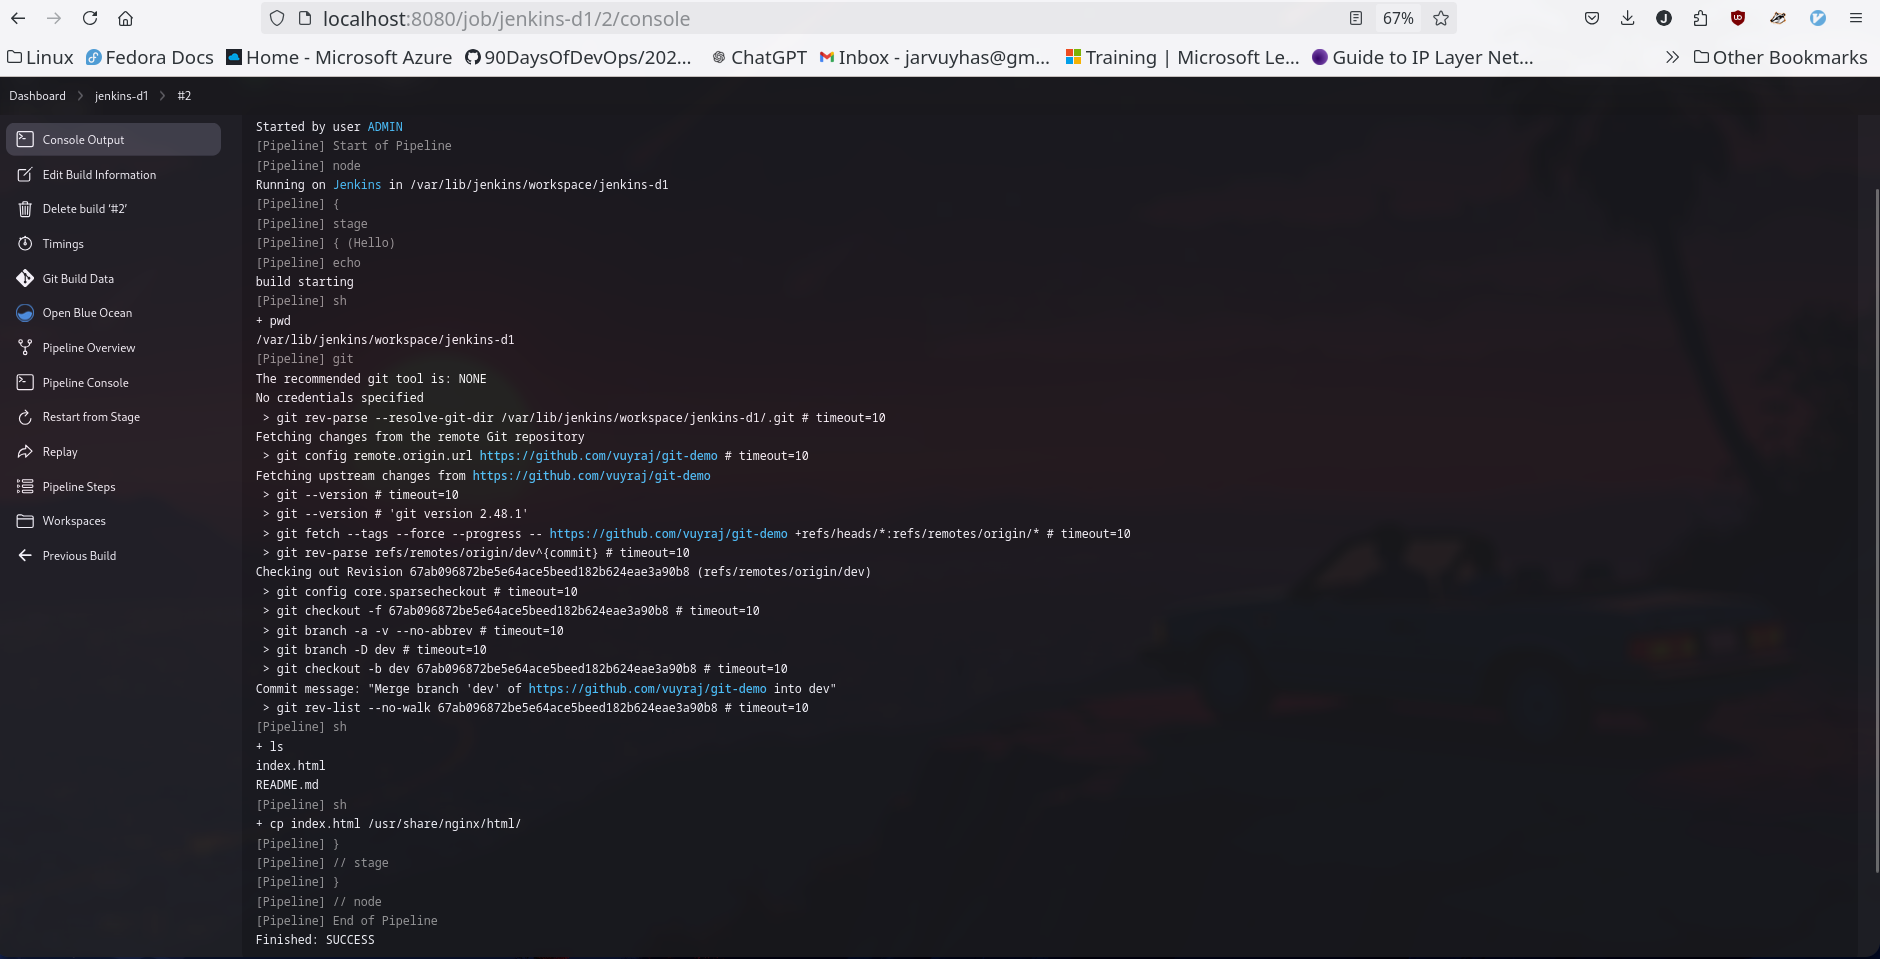 localhost:8080/job/jenkins-d1/2/console
67%
Linux
Fedora Docs
Home - Microsoft Azure
90DaysOfDevOps/202...
ChatGPT
Inbox - jarvuyhas@gm...
Training | Microsoft Le...
Guide to IP Layer Net...
Other Bookmarks
Dashboard
jenkins-d1
#2
Console Output
Edit Build Information
Delete build ‘#2’
Timings
Git Build Data
Open Blue Ocean
Pipeline Overview
Pipeline Console
Restart from Stage
Replay
Pipeline Steps
Workspaces
Previous Build
Started by user ADMIN
[Pipeline] Start of Pipeline
[Pipeline] node
Running on Jenkins in /var/lib/jenkins/workspace/jenkins-d1
[Pipeline] {
[Pipeline] stage
[Pipeline] { (Hello)
[Pipeline] echo
build starting
[Pipeline] sh
+ pwd
/var/lib/jenkins/workspace/jenkins-d1
[Pipeline] git
The recommended git tool is: NONE
No credentials specified
> git rev-parse --resolve-git-dir /var/lib/jenkins/workspace/jenkins-d1/.git # timeout=10
Fetching changes from the remote Git repository
> git config remote.origin.url https://github.com/vuyraj/git-demo # timeout=10
Fetching upstream changes from https://github.com/vuyraj/git-demo
> git --version # timeout=10
> git --version # 'git version 2.48.1'
> git fetch --tags --force --progress -- https://github.com/vuyraj/git-demo +refs/heads/*:refs/remotes/origin/* # timeout=10
> git rev-parse refs/remotes/origin/dev^{commit} # timeout=10
Checking out Revision 67ab096872be5e64ace5beed182b624eae3a90b8 (refs/remotes/origin/dev)
> git config core.sparsecheckout # timeout=10
> git checkout -f 67ab096872be5e64ace5beed182b624eae3a90b8 # timeout=10
> git branch -a -v --no-abbrev # timeout=10
> git branch -D dev # timeout=10
> git checkout -b dev 67ab096872be5e64ace5beed182b624eae3a90b8 # timeout=10
Commit message: "Merge branch 'dev' of https://github.com/vuyraj/git-demo into dev"
> git rev-list --no-walk 67ab096872be5e64ace5beed182b624eae3a90b8 # timeout=10
[Pipeline] sh
+ ls
index.html
README.md
[Pipeline] sh
+ cp index.html /usr/share/nginx/html/
[Pipeline] }
[Pipeline] // stage
[Pipeline] }
[Pipeline] // node
[Pipeline] End of Pipeline
Finished: SUCCESS